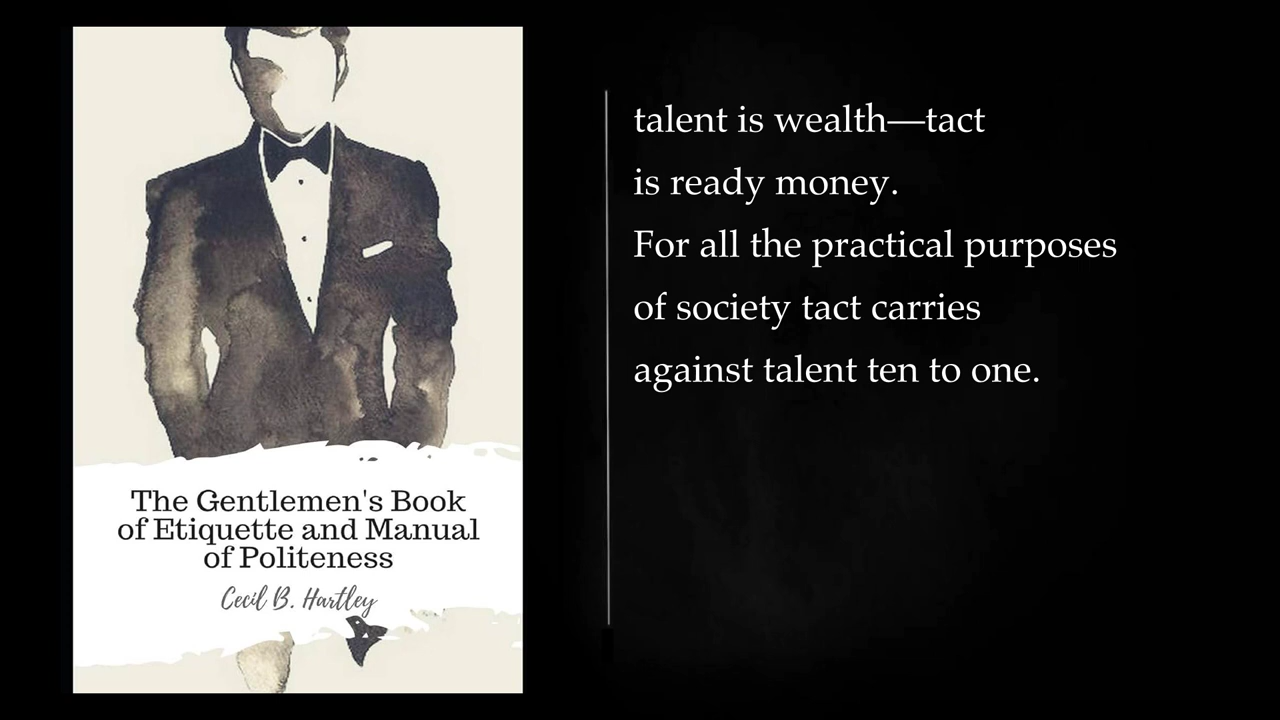 The Gentlemen's Book
of Etiquette and Manual
of Politeness
Cecil B. Hartley
talent is wealth—tact
is ready money.
For all the practical purposes
of society tact carries
against talent ten to one.